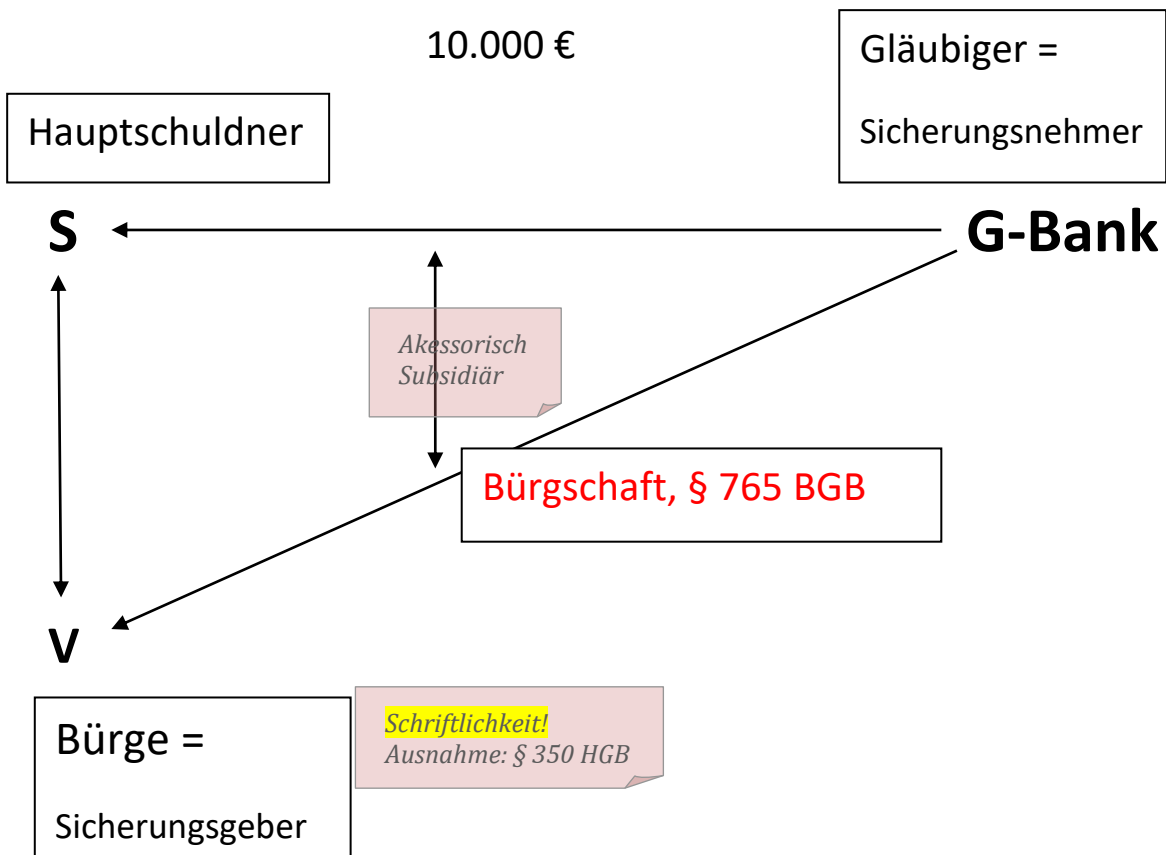 10.000 €
Gläubiger =
Sicherungsnehmer
Hauptschuldner
S
G-Bank
Akessorisch
Subsidiär
Bürgschaft, § 765 BGB
V
Bürge =
Sicherungsgeber
Schriftlichkeit!
Ausnahme: § 350 HGB